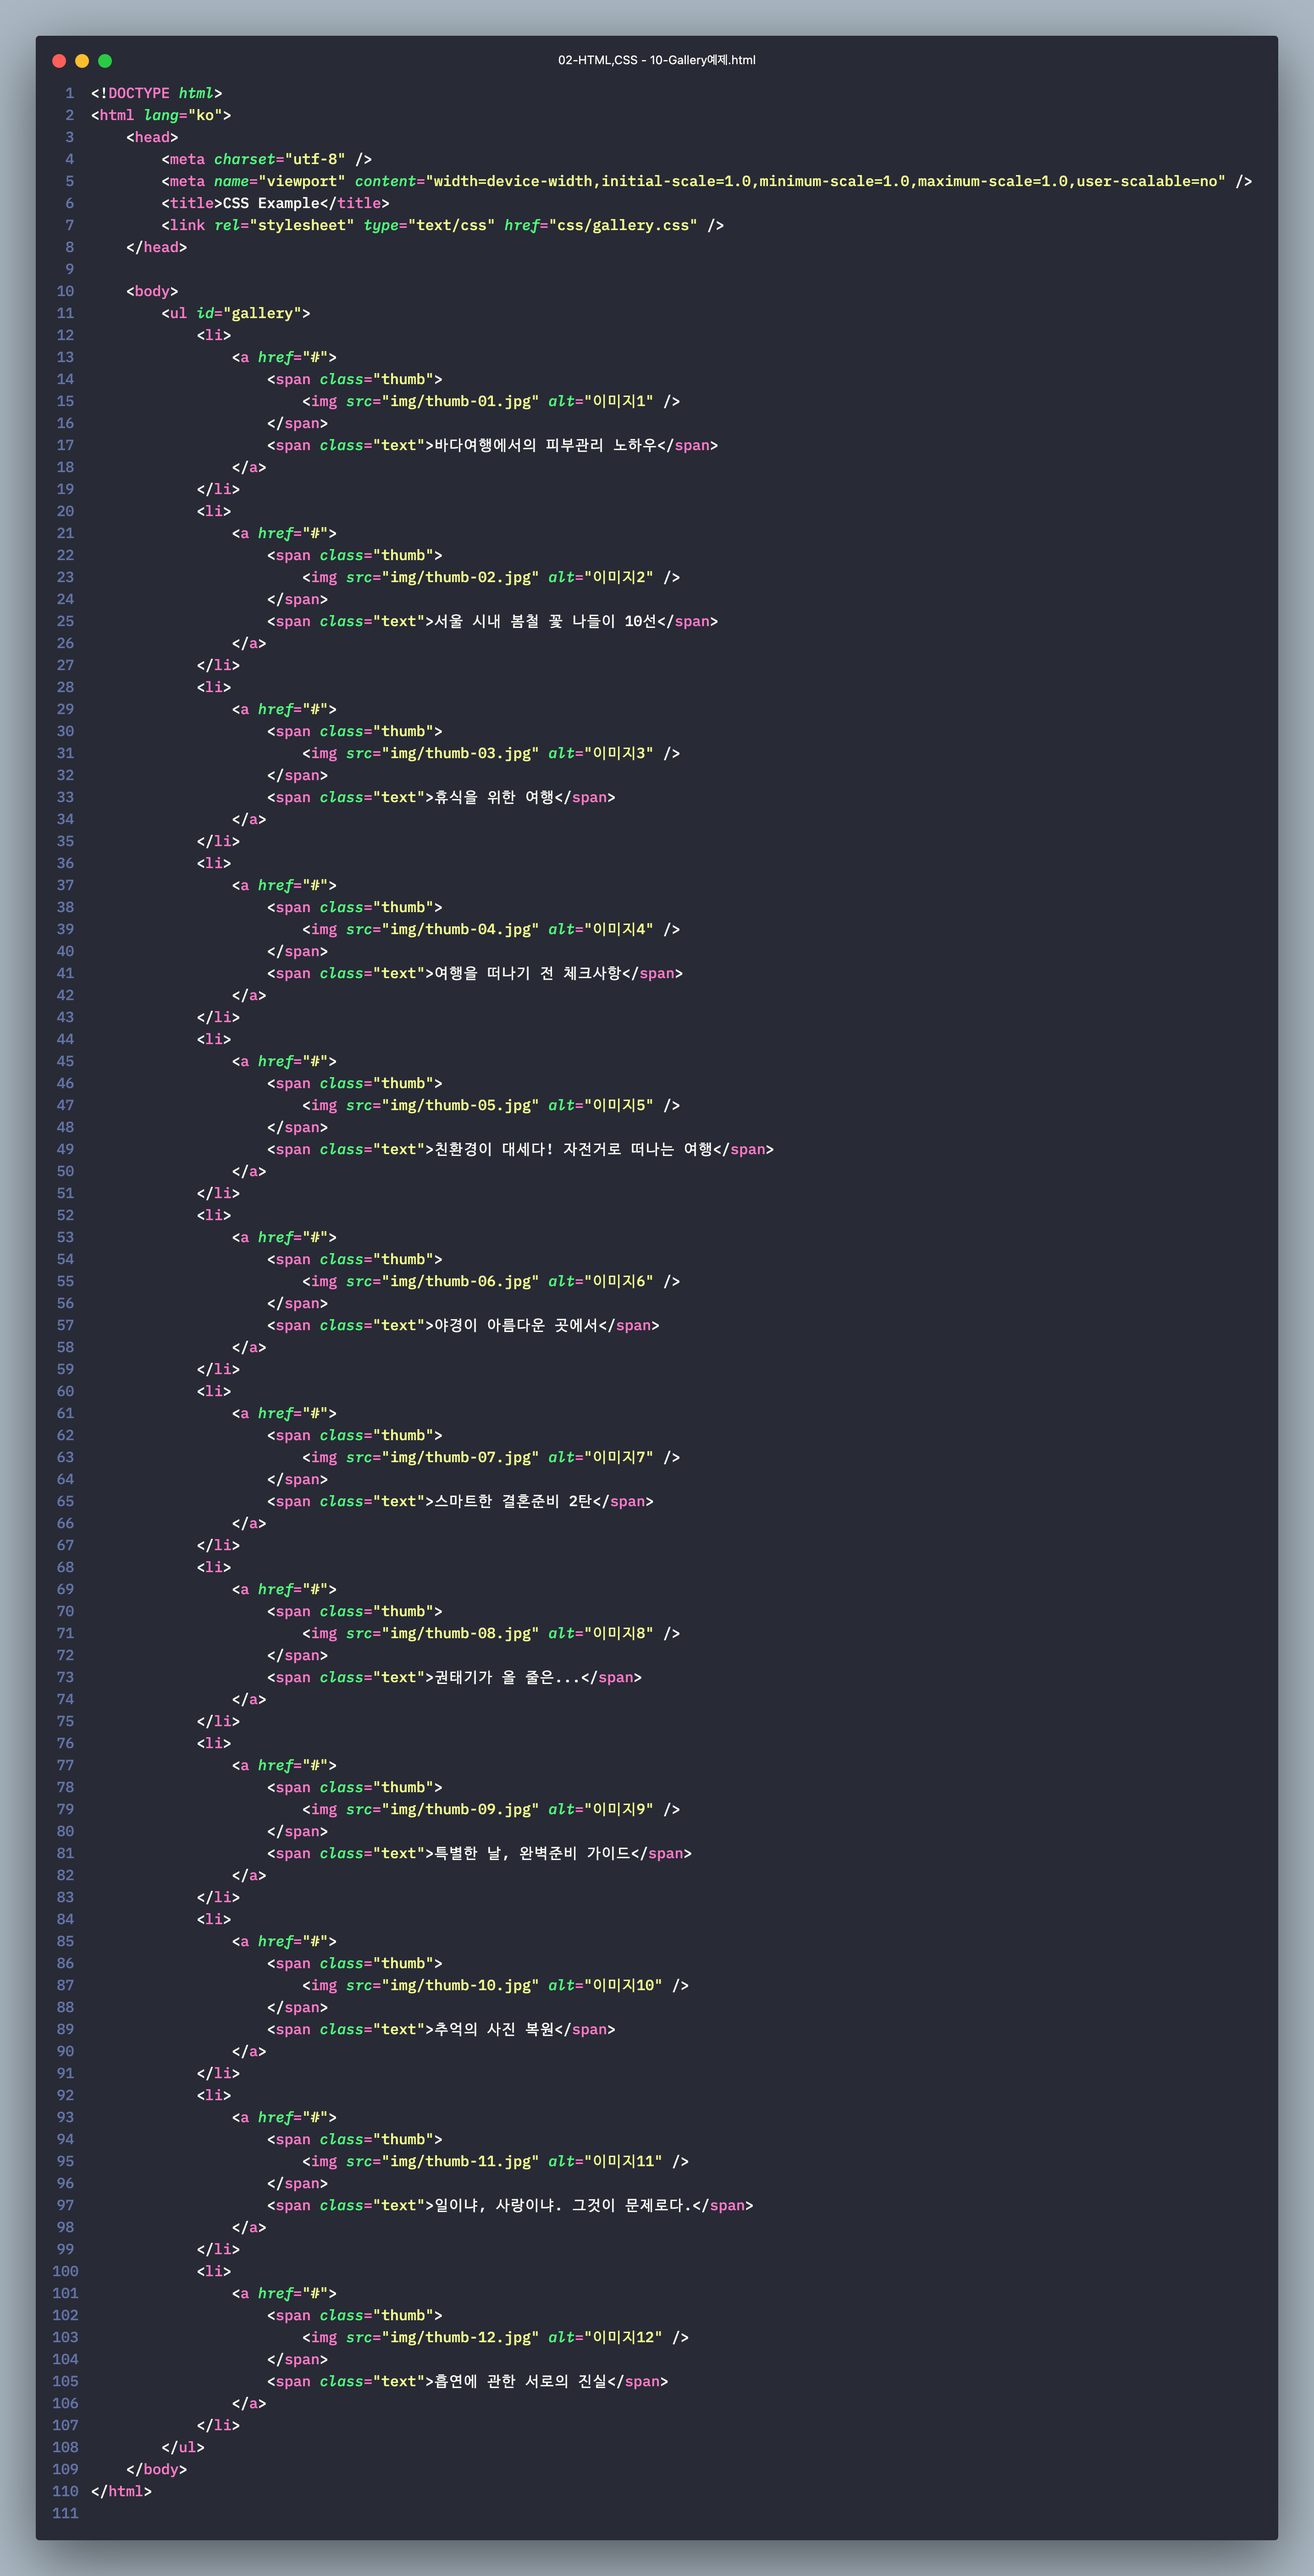 02-HTML,CSS - 10-Gallery예제.html
1 <!DOCTYPE html>
2 <html lang="ko">
3     <head>
4         <meta charset="utf-8" />
5         <meta name="viewport" content="width=device-width,initial-scale=1.0,minimum-scale=1.0,maximum-scale=1.0,user-scalable=no" />
6         <title>CSS Example</title>
7         <link rel="stylesheet" type="text/css" href="css/gallery.css" />
8     </head>
9
10     <body>
11         <ul id="gallery">
12             <li>
13                 <a href="#">
14                     <span class="thumb">
15                         <img src="img/thumb-01.jpg" alt="이미지1" />
16                     </span>
17                     <span class="text">바다여행에서의 피부관리 노하우</span>
18                 </a>
19             </li>
20             <li>
21                 <a href="#">
22                     <span class="thumb">
23                         <img src="img/thumb-02.jpg" alt="이미지2" />
24                     </span>
25                     <span class="text">서울 시내 봄철 꽃 나들이 10선</span>
26                 </a>
27             </li>
28             <li>
29                 <a href="#">
30                     <span class="thumb">
31                         <img src="img/thumb-03.jpg" alt="이미지3" />
32                     </span>
33                     <span class="text">휴식을 위한 여행</span>
34                 </a>
35             </li>
36             <li>
37                 <a href="#">
38                     <span class="thumb">
39                         <img src="img/thumb-04.jpg" alt="이미지4" />
40                     </span>
41                     <span class="text">여행을 떠나기 전 체크사항</span>
42                 </a>
43             </li>
44             <li>
45                 <a href="#">
46                     <span class="thumb">
47                         <img src="img/thumb-05.jpg" alt="이미지5" />
48                     </span>
49                     <span class="text">친환경이 대세다! 자전거로 떠나는 여행</span>
50                 </a>
51             </li>
52             <li>
53                 <a href="#">
54                     <span class="thumb">
55                         <img src="img/thumb-06.jpg" alt="이미지6" />
56                     </span>
57                     <span class="text">야경이 아름다운 곳에서</span>
58                 </a>
59             </li>
60             <li>
61                 <a href="#">
62                     <span class="thumb">
63                         <img src="img/thumb-07.jpg" alt="이미지7" />
64                     </span>
65                     <span class="text">스마트한 결혼준비 2탄</span>
66                 </a>
67             </li>
68             <li>
69                 <a href="#">
70                     <span class="thumb">
71                         <img src="img/thumb-08.jpg" alt="이미지8" />
72                     </span>
73                     <span class="text">권태기가 올 줄은...</span>
74                 </a>
75             </li>
76             <li>
77                 <a href="#">
78                     <span class="thumb">
79                         <img src="img/thumb-09.jpg" alt="이미지9" />
80                     </span>
81                     <span class="text">특별한 날, 완벽준비 가이드</span>
82                 </a>
83             </li>
84             <li>
85                 <a href="#">
86                     <span class="thumb">
87                         <img src="img/thumb-10.jpg" alt="이미지10" />
88                     </span>
89                     <span class="text">추억의 사진 복원</span>
90                 </a>
91             </li>
92             <li>
93                 <a href="#">
94                     <span class="thumb">
95                         <img src="img/thumb-11.jpg" alt="이미지11" />
96                     </span>
97                     <span class="text">일이냐, 사랑이냐. 그것이 문제로다.</span>
98                 </a>
99             </li>
100             <li>
101                 <a href="#">
102                     <span class="thumb">
103                         <img src="img/thumb-12.jpg" alt="이미지12" />
104                     </span>
105                     <span class="text">흡연에 관한 서로의 진실</span>
106                 </a>
107             </li>
108         </ul>
109     </body>
110 </html>
111